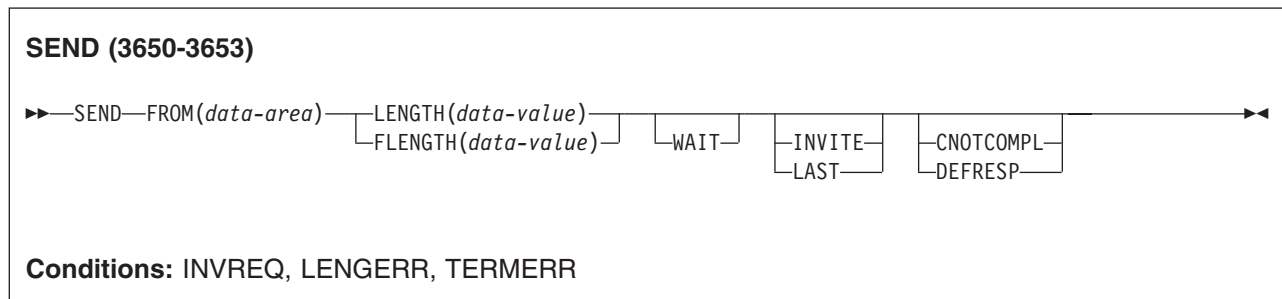 SEND (3650-3653)
SEND FROM(data-area) LENGTH(data-value)
FLENGTH(data-value) WAIT INVITE CNOTCOMPL
LAST DEFRESP
Conditions: INVREQ, LENGERR, TERMERR